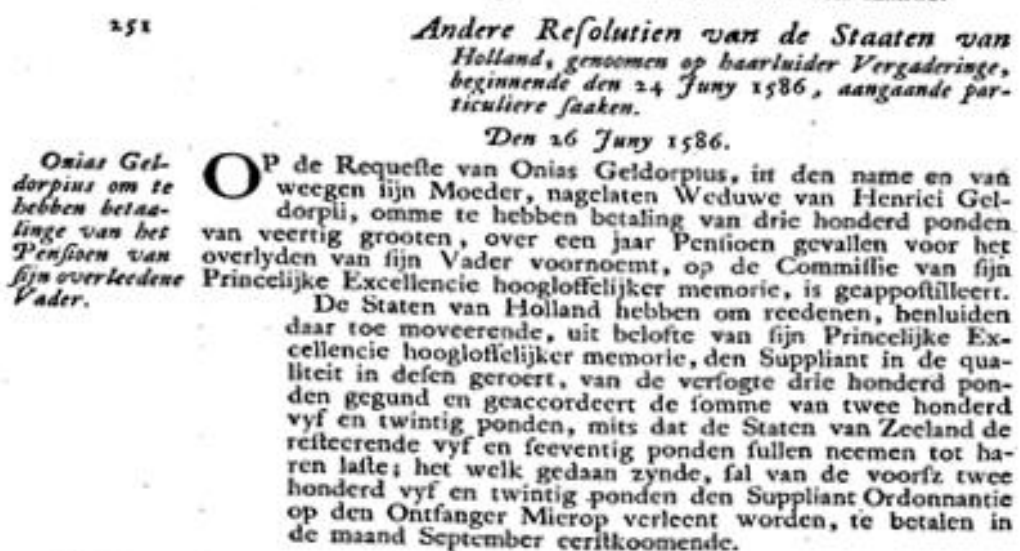 251
Andere Reſolutien van de Staaten van
Holland, genoomen op haarluider Vergaderinge,
beginnende den 24 Juny 1586, aangaande par-
ticuliere ſaaken.
Den 26 Juny 1586.
Onias Gel-
dorpius om te
hebben betaa-
linge van het
Penſioen van
ſijn overleedene
Vader.
OP de Requeſte van Onias Geldorpius, in den name en van
weegen ſijn Moeder, nagelaten Weduwe van Henrici Gel-
dorpii, omme te hebben betaling van drie honderd ponden
van veertig grooten, over een jaar Penſioen gevallen voor het
overlyden van ſijn Vader voornoemt, op de Commiſſie van ſijn
Princelijke Excellencie hooglofſelijker memorie, is geappoſtilleert.
De Staten van Holland hebben om reedenen, henluiden
daar toe moveerende, uit belofte van ſijn Princelijke Ex-
cellencie hooglofſelijker memorie, den Suppliant in de qua-
liteit in deſen geroert, van de verſogte drie honderd pon-
den gegund en geaccordeert de ſomme van twee honderd
vyf en twintig ponden, mits dat de Staten van Zeeland de
reſteerende vyf en ſeeventig ponden ſullen neemen tot ha-
ren laſte; het welk gedaan zynde, ſal van de voorſz twee
honderd vyf en twintig ponden den Suppliant Ordonnantie
op den Ontfanger Mierop verleent worden, te betalen in
de maand September eerſtkoomende.